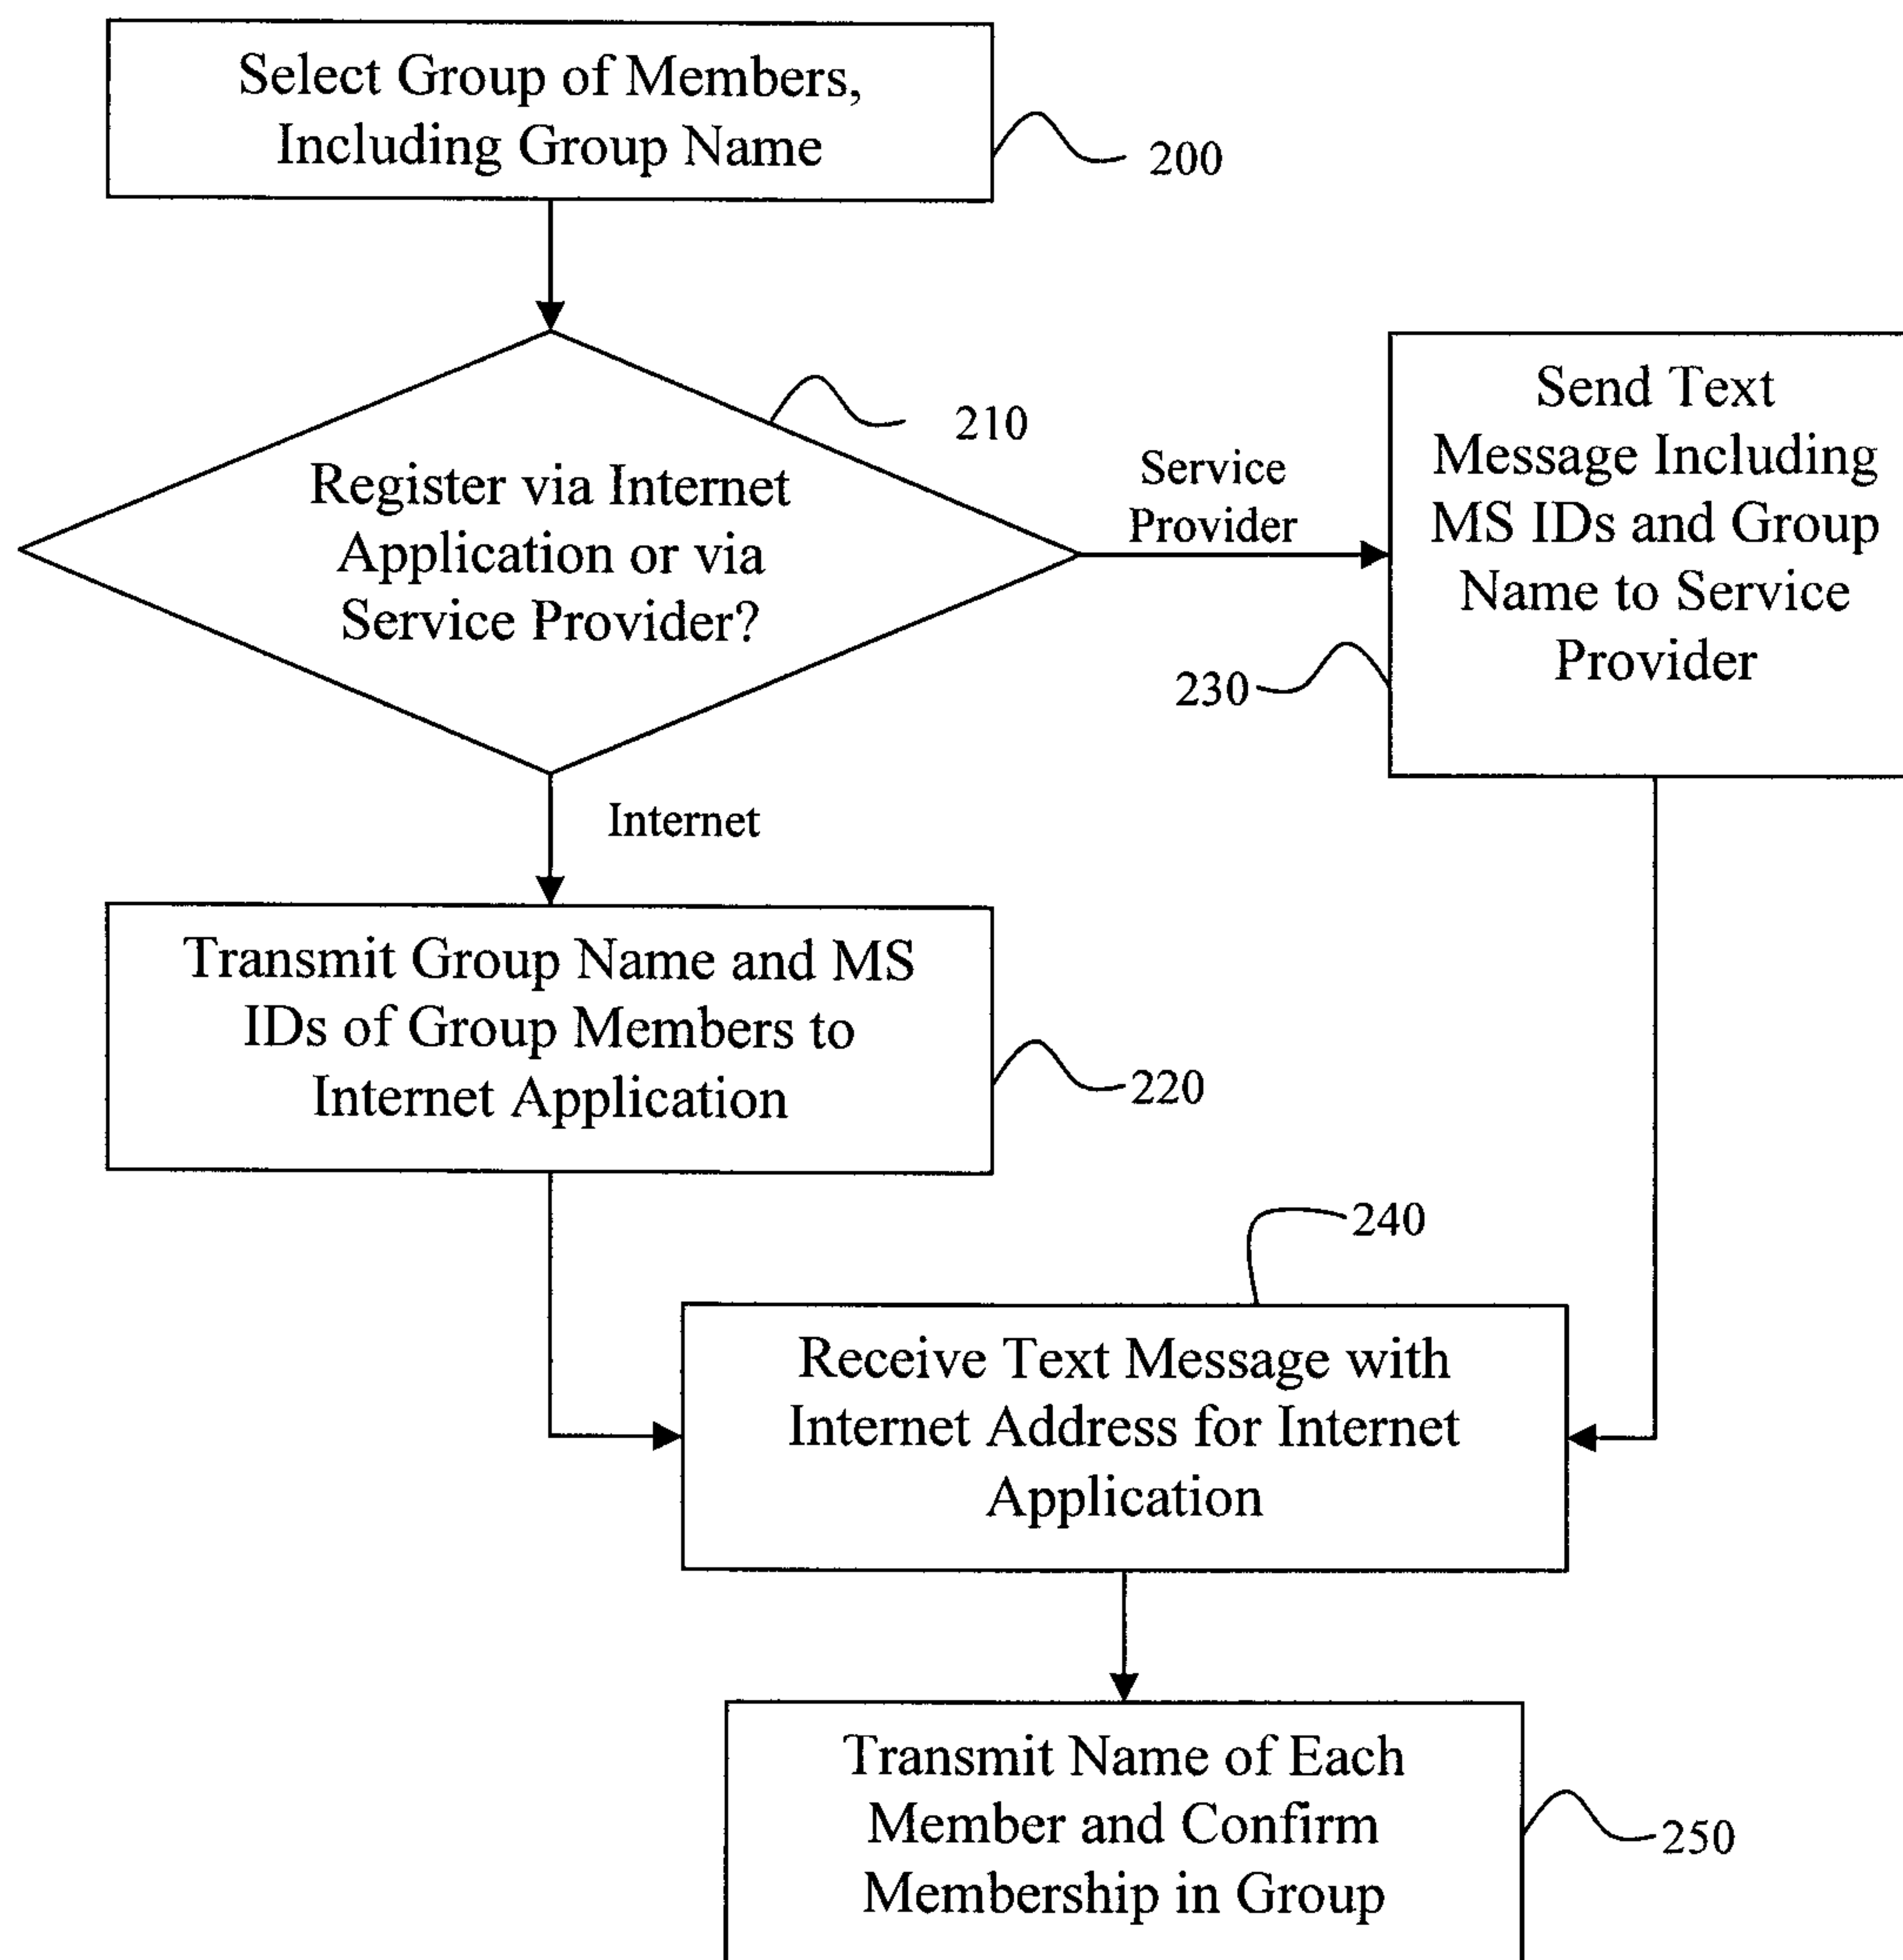 Select Group of Members,
Including Group Name
200
210
Register via Internet
Application or via
Service Provider?
Service
Provider
Send Text
Message Including
MS IDs and Group
Name to Service
Provider
230
Internet
Transmit Group Name and MS
IDs of Group Members to
Internet Application
220
240
Receive Text Message with
Internet Address for Internet
Application
Transmit Name of Each
Member and Confirm
Membership in Group
250